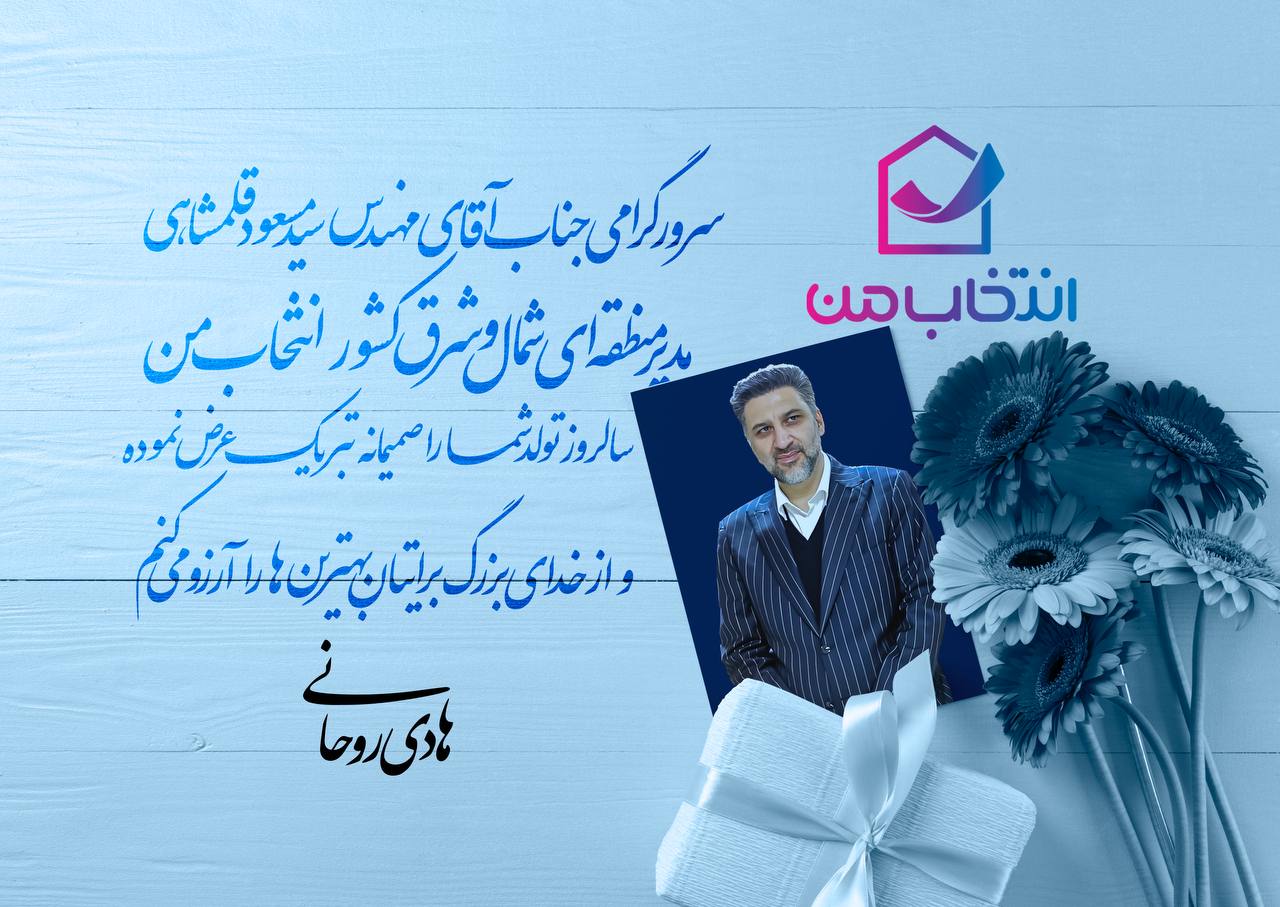 انتخاب من
سرور گرامی جناب آقای مهندس سید مسعود قلمشاهی
مدیر منطقه ای شمال و شرق کشور انتخاب من
سالروز تولد شما را صمیمانه تبریک عرض نموده
و از خدای بزرگ برایتان بهترین ها را آرزو می کنم
هادی روحانی